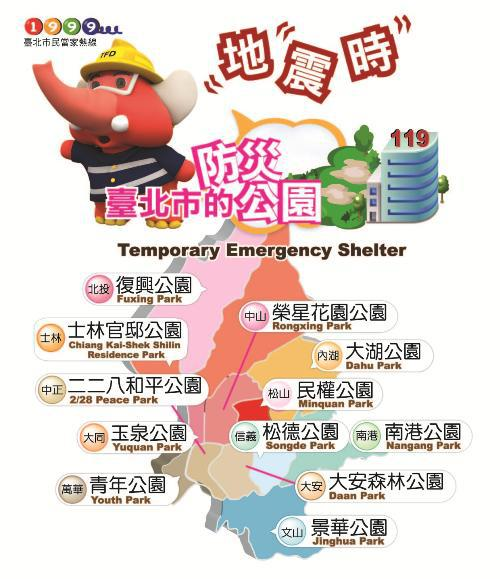 1999
臺北市民當家熱線
TFD
地震時
119
防災
臺北市的公園
Temporary Emergency Shelter
北投 復興公園
Fuxing Park
中山 榮星花園公園
Rongxing Park
士林 士林官邸公園
Chiang Kai-Shek Shilin
Residence Park
內湖 大湖公園
Dahu Park
中正 二二八和平公園
2/28 Peace Park
松山 民權公園
Minquan Park
大同 玉泉公園
Yuquan Park
信義 松德公園
Songde Park
南港 南港公園
Nangang Park
萬華 青年公園
Youth Park
大安 大安森林公園
Daan Park
文山 景華公園
Jinghua Park